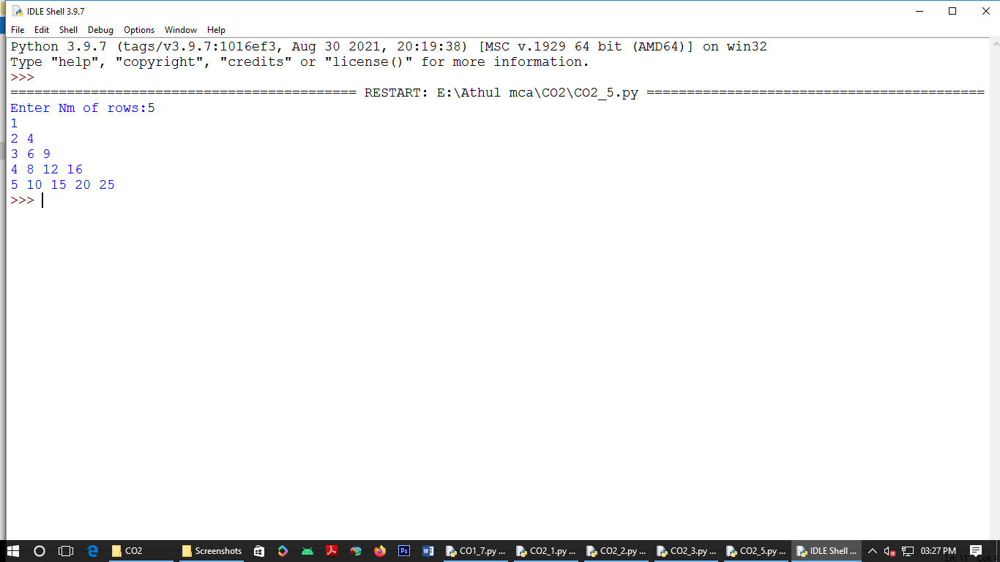 IDLE Shell 3.9.7
File Edit Shell Debug Options Window Help
Python 3.9.7 (tags/v3.9.7:1016ef3, Aug 30 2021, 20:19:38) [MSC v.1929 64 bit (AMD64)] on win32
Type "help", "copyright", "credits" or "license()" for more information.
>>>
=========================================== RESTART: E:\Athul mca\CO2\CO2_5.py ==========================================
Enter Nm of rows:5
1
2 4
3 6 9
4 8 12 16
5 10 15 20 25
>>>
CO2 Screenshots Ps W CO1_7.py ... CO2_1.py ... CO2_2.py ... CO2_3.py ... CO2_5.py ... IDLE Shell ... 03:27 PM
Ln: 11 Col: